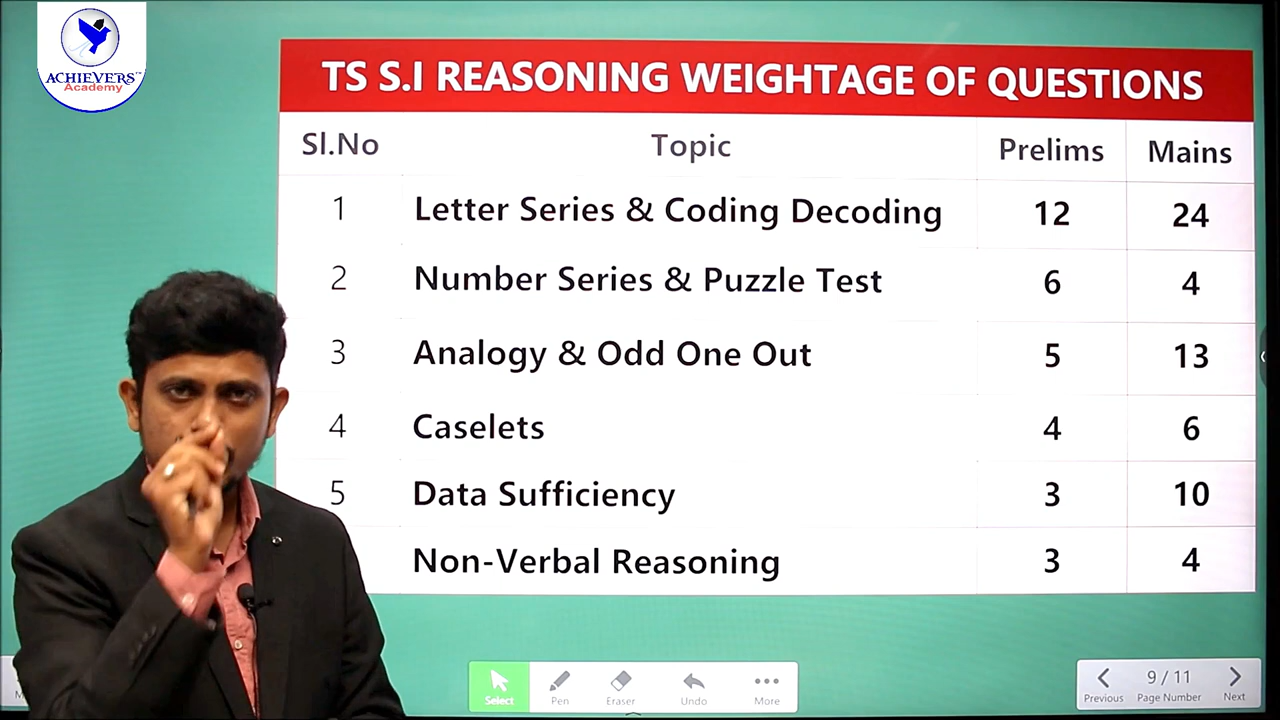 ACHIEVERS™
Academy
TS S.I REASONING WEIGHTAGE OF QUESTIONS
Sl.No Topic Prelims Mains
1 Letter Series & Coding Decoding 12 24
2 Number Series & Puzzle Test 6 4
3 Analogy & Odd One Out 5 13
4 Caselets 4 6
5 Data Sufficiency 3 10
Non-Verbal Reasoning 3 4
Select Pen Eraser Undo More
9 / 11
Previous Page Number Next